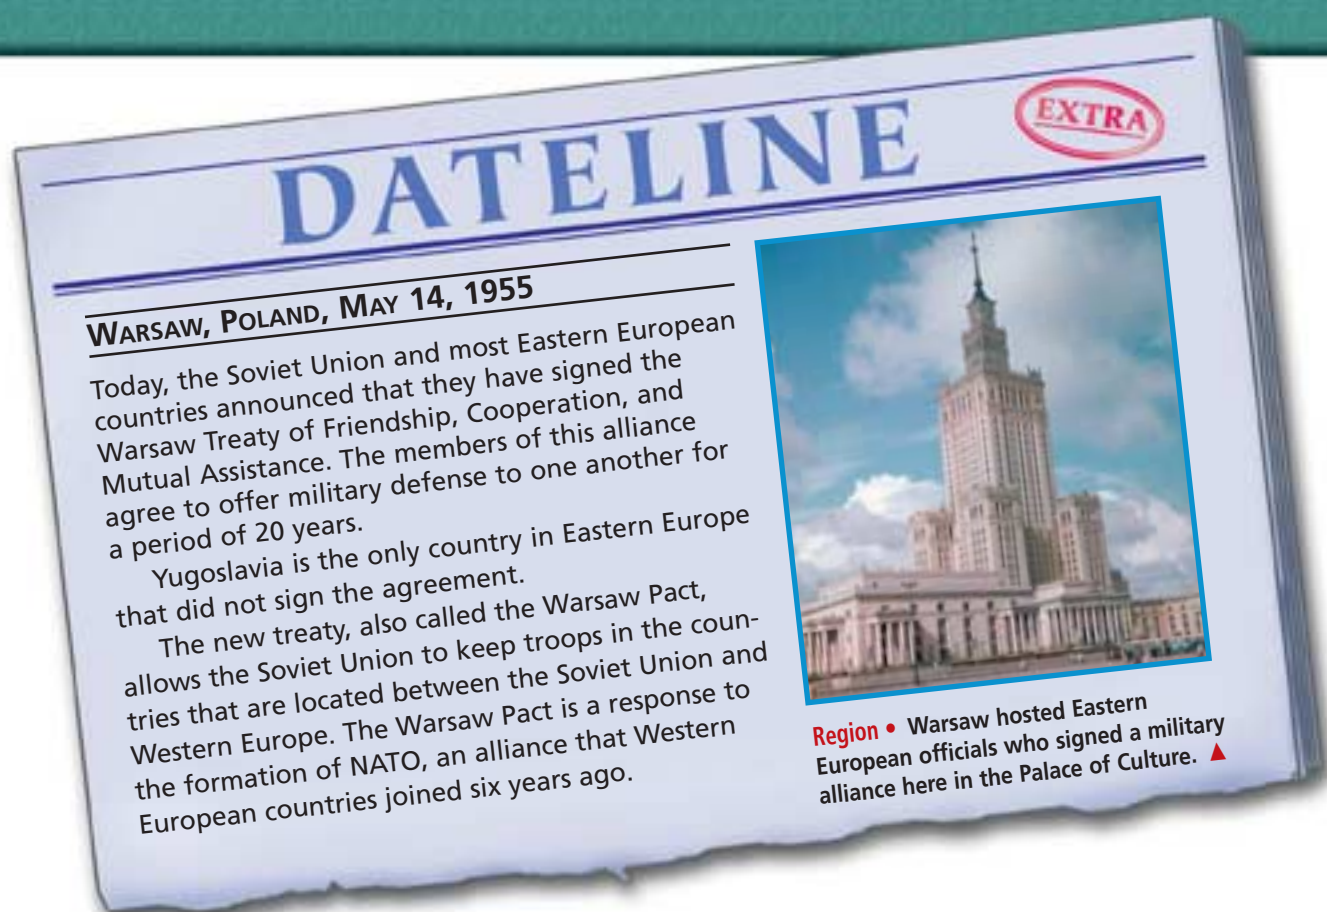 DATELINE
EXTRA
WARSAW, POLAND, MAY 14, 1955
Today, the Soviet Union and most Eastern European
countries announced that they have signed the
Warsaw Treaty of Friendship, Cooperation, and
Mutual Assistance. The members of this alliance
agree to offer military defense to one another for
a period of 20 years.
Yugoslavia is the only country in Eastern Europe
that did not sign the agreement.
The new treaty, also called the Warsaw Pact,
allows the Soviet Union to keep troops in the coun-
tries that are located between the Soviet Union and
Western Europe. The Warsaw Pact is a response to
the formation of NATO, an alliance that Western
European countries joined six years ago.
Region • Warsaw hosted Eastern
European officials who signed a military
alliance here in the Palace of Culture. ▲